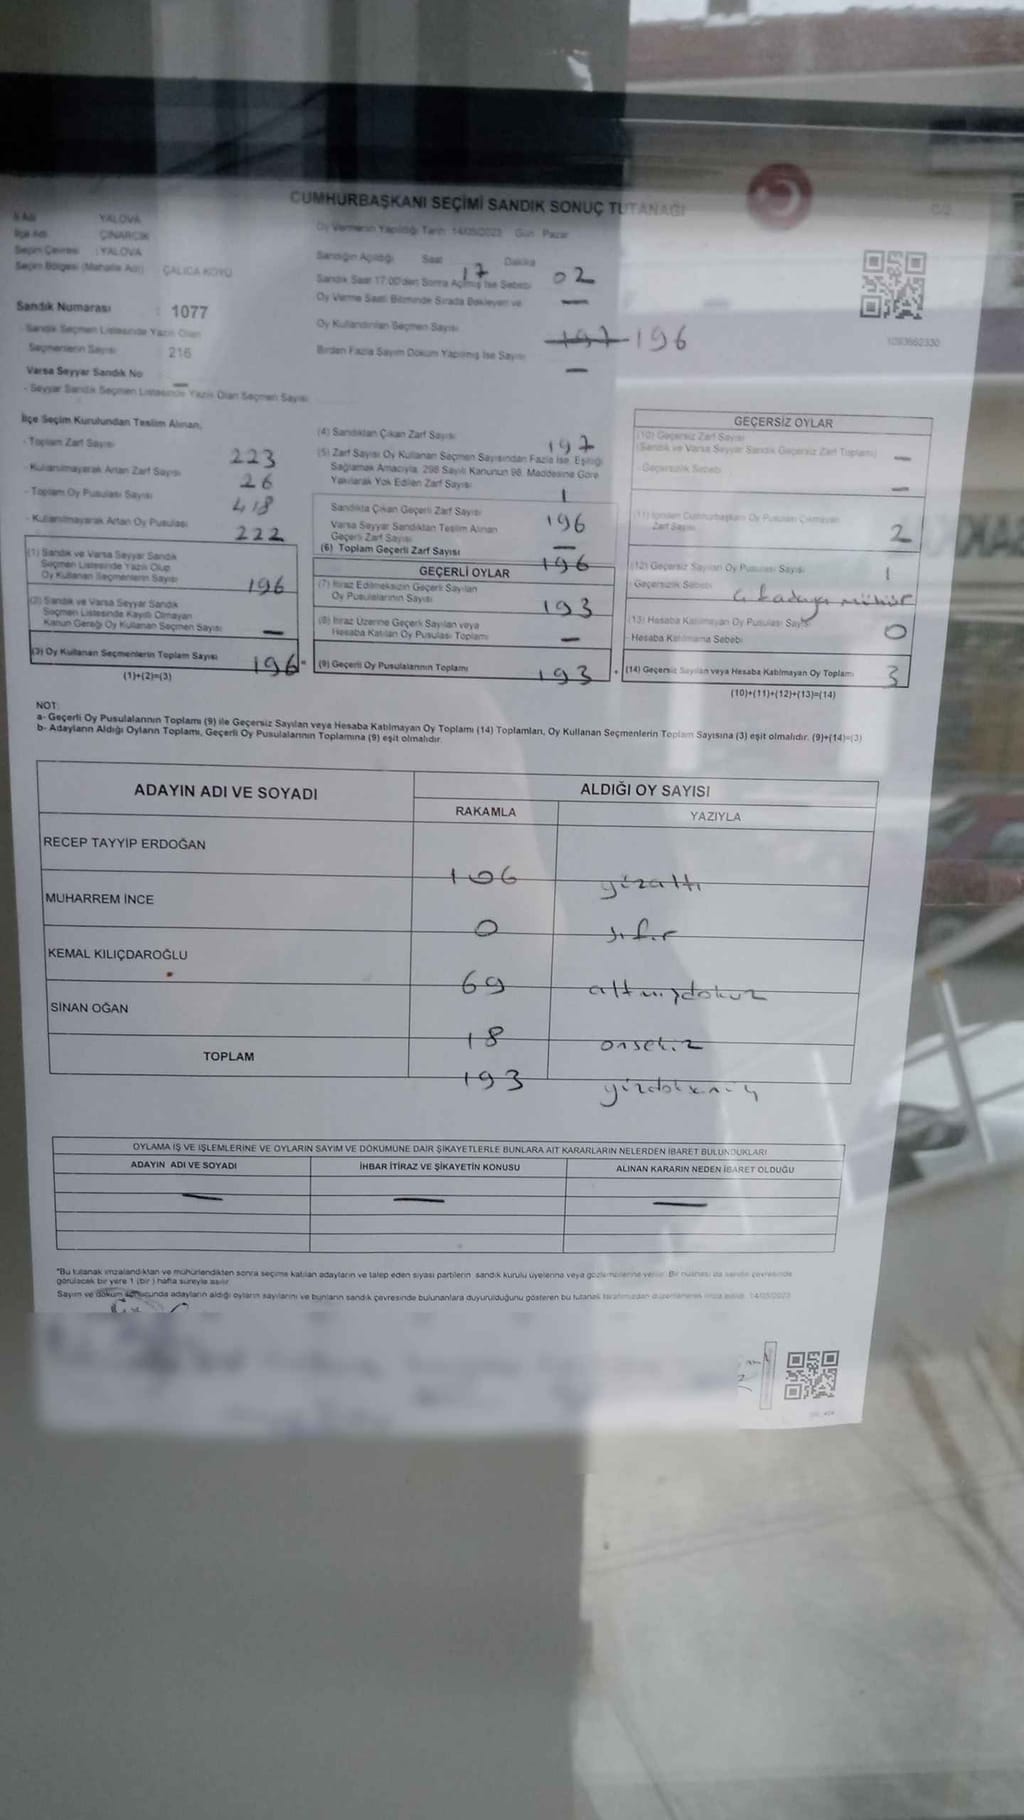 CUMHURBAŞKANI SEÇİMİ SANDIK SONUÇ TUTANAĞI
İl Adı YALOVA
İlçe Adı ÇINARCIK
Seçim Çevresi : YALOVA
Seçim Bölgesi (Mahalle Adı) ÇALICA KÖYÜ
Sandık Numarası : 1077
Sandık Seçmen Listesinde Yazılı Olan
Seçmenlerin Sayısı 216
Varsa Seyyar Sandık No —
- Seyyar Sandık Seçmen Listesinde Yazılı Olan Seçmen Sayısı
Oy Vermenin Yapıldığı Tarih 14/05/2023 Gün Pazar
Sandığın Açıldığı Saat 17 Dakika 02
Sandık Saat 17:00'den Sonra Açılmış İse Sebebi —
Oy Verme Saati Bitiminde Sırada Bekleyen ve
Oy Kullandırılan Seçmen Sayısı 197 196
Birden Fazla Sayım Döküm Yapılmış İse Sayısı —
1093660330
İlçe Seçim Kurulundan Teslim Alınan,
- Toplam Zarf Sayısı 223
- Kullanılmayarak Artan Zarf Sayısı 26
- Toplam Oy Pusulası Sayısı 418
- Kullanılmayarak Artan Oy Pusulası 222
(1) Sandık ve Varsa Seyyar Sandık
Seçmen Listesinde Yazılı Olup
Oy Kullanan Seçmenlerin Sayısı 196
(2) Sandık ve Varsa Seyyar Sandık
Seçmen Listesinde Kayıtlı Olmayan
Kanun Gereği Oy Kullanan Seçmen Sayısı —
(3) Oy Kullanan Seçmenlerin Toplam Sayısı 196
(1)+(2)=(3)
(4) Sandıktan Çıkan Zarf Sayısı 197
(5) Zarf Sayısı Oy Kullanan Seçmen Sayısından Fazla İse, Eşitliği
Sağlamak Amacıyla, 298 Sayılı Kanunun 98. Maddesine Göre
Yakılarak Yok Edilen Zarf Sayısı 1
Sandıkta Çıkan Geçerli Zarf Sayısı 196
Varsa Seyyar Sandıktan Teslim Alınan
Geçerli Zarf Sayısı —
(6) Toplam Geçerli Zarf Sayısı 196
GEÇERLİ OYLAR
(7) İtiraz Edilmeksizin Geçerli Sayılan
Oy Pusulalarının Sayısı 193
(8) İtiraz Üzerine Geçerli Sayılan veya
Hesaba Katılan Oy Pusulası Toplamı —
(9) Geçerli Oy Pusulalarının Toplamı 193
GEÇERSİZ OYLAR
(10) Geçersiz Zarf Sayısı
(Sandık ve Varsa Seyyar Sandık Geçersiz Zarf Toplamı) —
- Geçersizlik Sebebi —
(11) İçinden Cumhurbaşkanı Oy Pusulası Çıkmayan
Zarf Sayısı 2
(12) Geçersiz Sayılan Oy Pusulası Sayısı 1
- Geçersizlik Sebebi mühür
(13) Hesaba Katılmayan Oy Pusulası Sayısı 0
- Hesaba Katılmama Sebebi
(14) Geçersiz Sayılan veya Hesaba Katılmayan Oy Toplamı 3
(10)+(11)+(12)+(13)=(14)
NOT:
a- Geçerli Oy Pusulalarının Toplamı (9) ile Geçersiz Sayılan veya Hesaba Katılmayan Oy Toplamı (14) Toplamları, Oy Kullanan Seçmenlerin Toplam Sayısına (3) eşit olmalıdır. (9)+(14)=(3)
b- Adayların Aldığı Oyların Toplamı, Geçerli Oy Pusulalarının Toplamına (9) eşit olmalıdır.
ADAYIN ADI VE SOYADI ALDIĞI OY SAYISI
RAKAMLA YAZIYLA
RECEP TAYYİP ERDOĞAN 106 yüzaltı
MUHARREM İNCE 0 sıfır
KEMAL KILIÇDAROĞLU 69 altmışdokuz
SİNAN OĞAN 18 onsekiz
TOPLAM 193 yüzdoksanüç
OYLAMA İŞ VE İŞLEMLERİNE VE OYLARIN SAYIM VE DÖKÜMÜNE DAİR ŞİKAYETLERLE BUNLARA AİT KARARLARIN NELERDEN İBARET BULUNDUKLARI
ADAYIN ADI VE SOYADI İHBAR İTİRAZ VE ŞİKAYETİN KONUSU ALINAN KARARIN NEDEN İBARET OLDUĞU
— — —
*Bu tutanak imzalandıktan ve mühürlendikten sonra seçime katılan adayların ve talep eden siyasi partilerin sandık kurulu üyelerine veya gözlemcilerine verilir. Bir nüshası da sandık çevresinde
görülecek bir yere 1 (bir) hafta süreyle asılır.
Sayım ve döküm sonucunda adayların aldığı oyların sayılarını ve bunların sandık çevresinde bulunanlara duyurulduğunu gösteren bu tutanak tarafımızdan düzenlenerek imza edildi. 14/05/2023